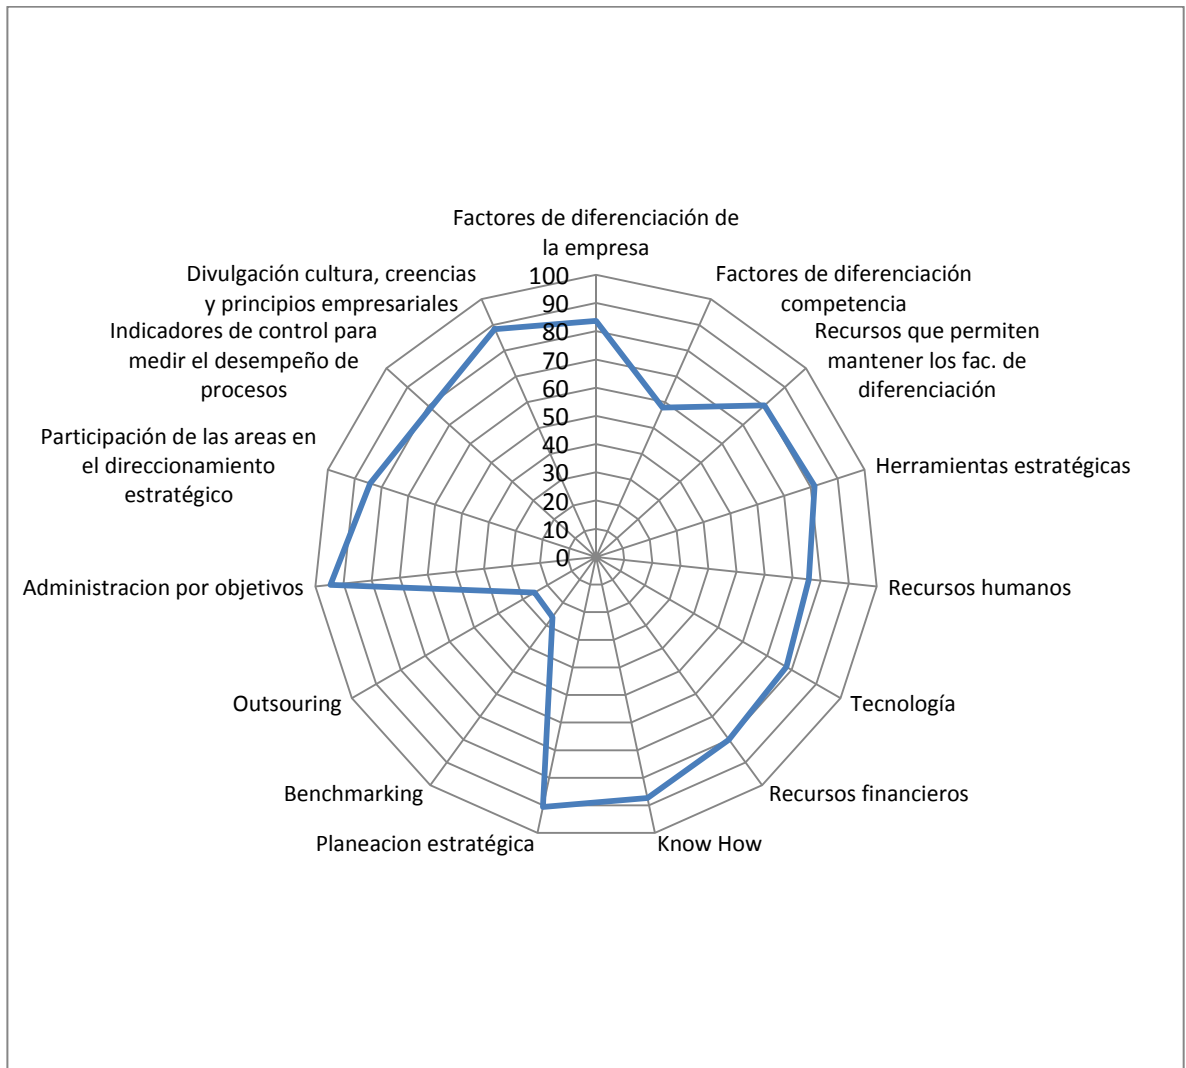 Factores de diferenciación de
la empresa
Factores de diferenciación
competencia
Recursos que permiten
mantener los fac. de
diferenciación
Herramientas estratégicas
Recursos humanos
Tecnología
Recursos financieros
Know How
Planeacion estratégica
Benchmarking
Outsouring
Administracion por objetivos
Participación de las areas en
el direccionamiento
estratégico
Indicadores de control para
medir el desempeño de
procesos
Divulgación cultura, creencias
y principios empresariales
100
90
80
70
60
50
40
30
20
10
0